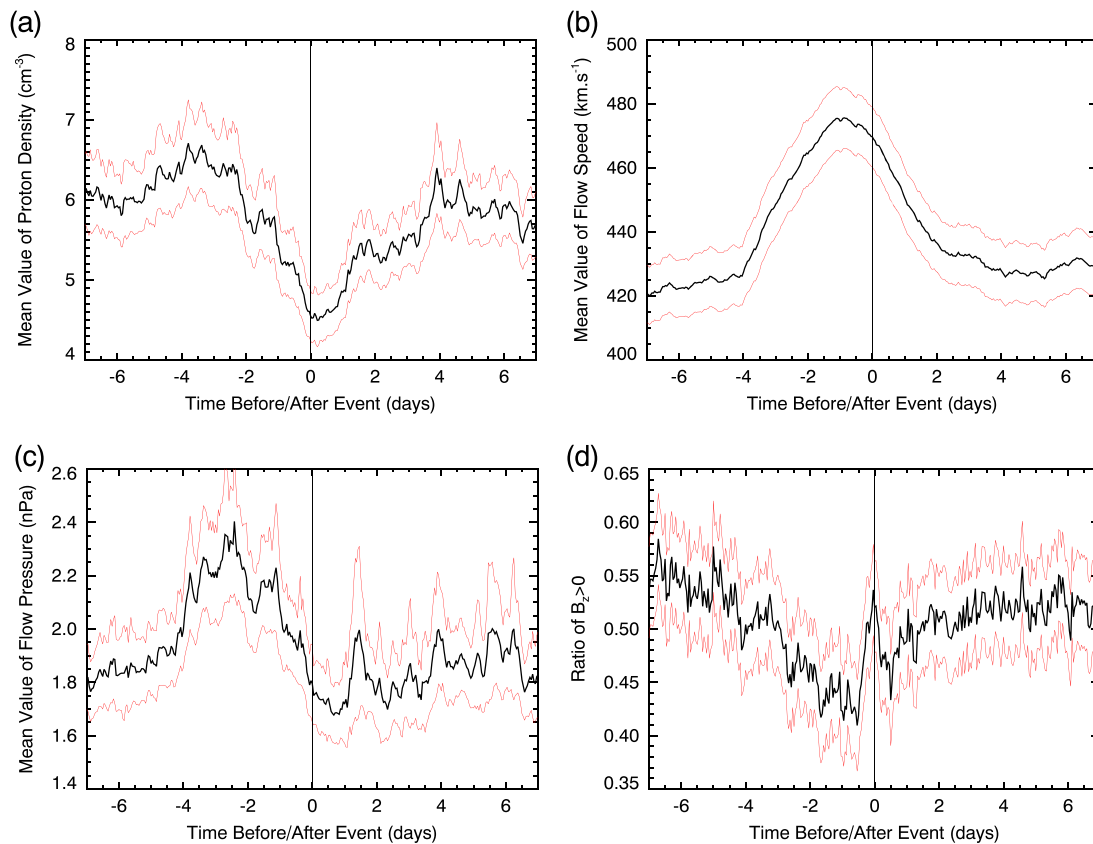 (a)
Mean Value of Proton Density (cm-3)
8
7
6
5
4
-6 -4 -2 0 2 4 6
Time Before/After Event (days)
(b)
Mean Value of Flow Speed (km.s-1)
500
480
460
440
420
400
-6 -4 -2 0 2 4 6
Time Before/After Event (days)
(c)
Mean Value of Flow Pressure (nPa)
2.6
2.4
2.2
2.0
1.8
1.6
1.4
-6 -4 -2 0 2 4 6
Time Before/After Event (days)
(d)
Ratio of Bz>0
0.65
0.60
0.55
0.50
0.45
0.40
0.35
-6 -4 -2 0 2 4 6
Time Before/After Event (days)